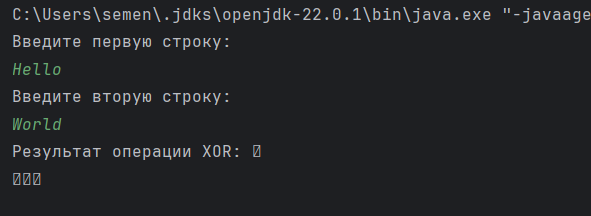 C:\Users\semen\.jdks\openjdk-22.0.1\bin\java.exe "-javaage
Введите первую строку:
Hello
Введите вторую строку:
World
Результат операции XOR: